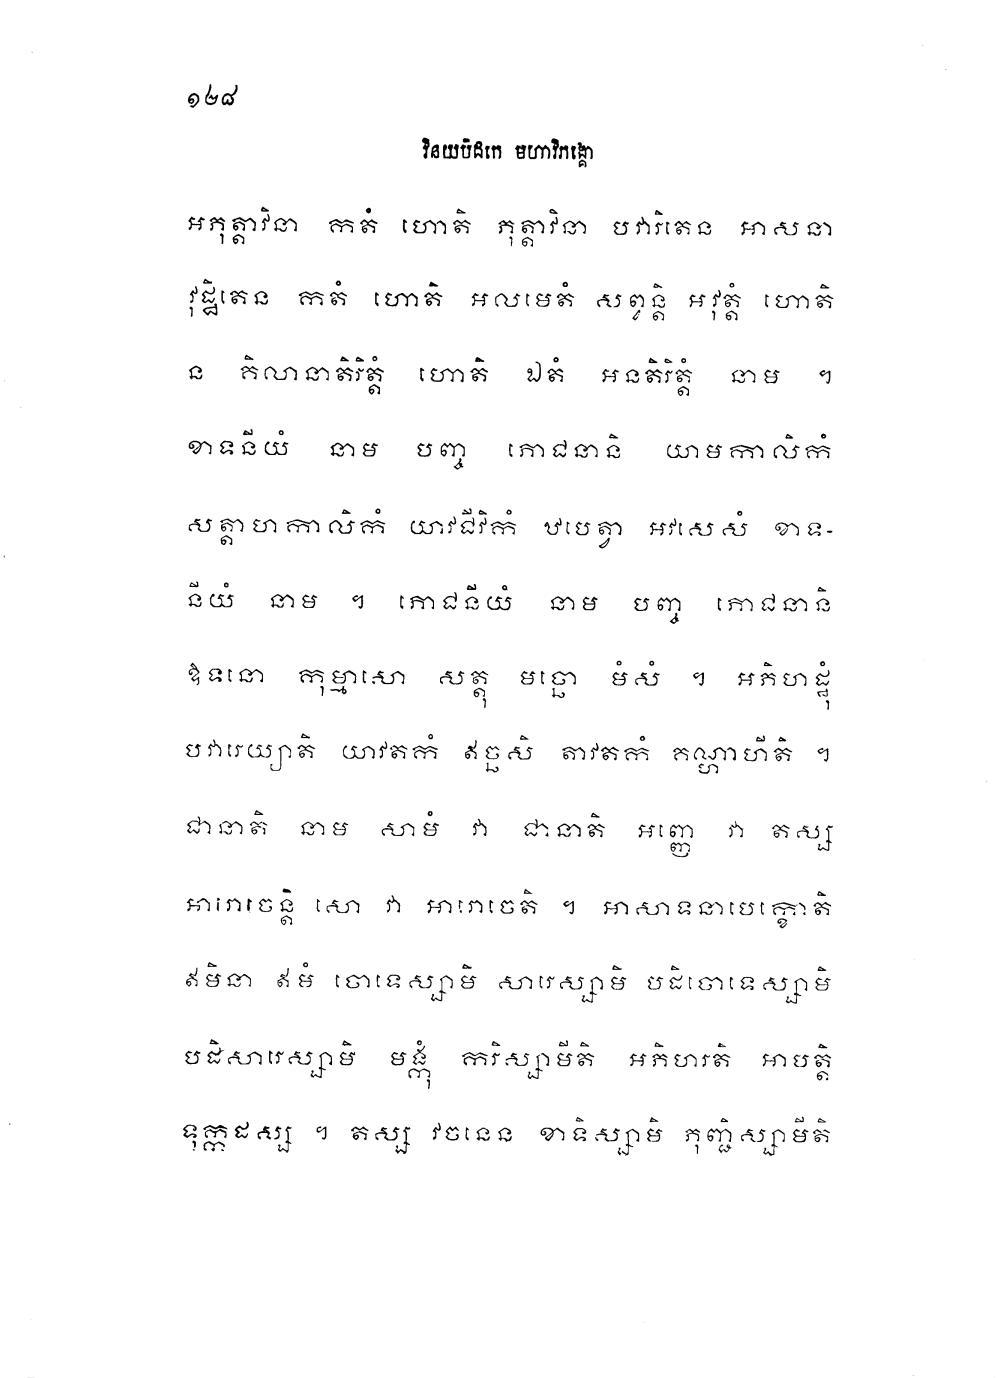 ១២៨
វិនយបិដកេ មហាវិភង្គោ
អភុត្តាវិនា កតំ ហោតិ ភុត្តាវិនា បវារិតេន អាសនា
វុដ្ឋិតេន កតំ ហោតិ អលមេតំ សព្វន្តិ អវុត្តំ ហោតិ
ន គិលានាតិរិត្តំ ហោតិ ឯតំ អនតិរិត្តំ នាម ។
ខាទនីយំ នាម បញ្ច ភោជនានិ យាមកាលិកំ
សត្តាហកាលិកំ យាវជីវិកំ ឋបេត្វា អវសេសំ ខាទ-
នីយំ នាម ។ ភោជនីយំ នាម បញ្ច ភោជនានិ
ឱទនោ កុម្មាសោ សត្តុ មច្ឆោ មំសំ ។ អភិហដ្ឋុំ
បវារេយ្យាតិ យាវតកំ ឥច្ឆសិ តាវតកំ គណ្ហាហីតិ ។
ជានាតិ នាម សាមំ វា ជានាតិ អញ្ញេ វា តស្ស
អារោចេន្តិ សោ វា អារោចេតិ ។ អាសាទនាបេក្ខោតិ
ឥមិនា ឥមំ ចោទេស្សាមិ សារេស្សាមិ បដិចោទេស្សាមិ
បដិសារេស្សាមិ មង្កុំ ករិស្សាមីតិ អភិហរតិ អាបត្តិ
ទុក្កដស្ស ។ តស្ស វចនេន ខាទិស្សាមិ ភុញ្ជិស្សាមីតិ